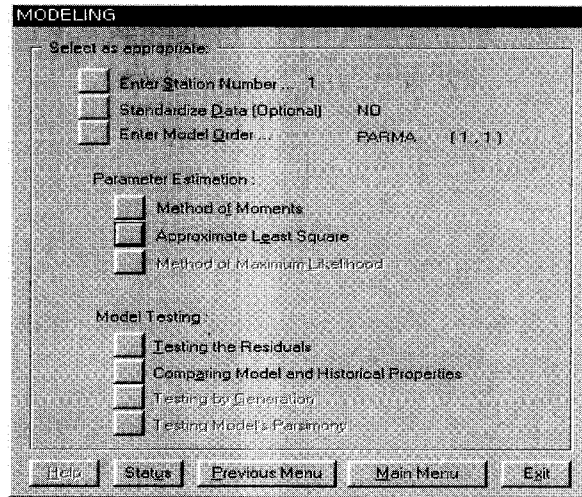 MODELING
Select as appropriate:
Enter Station Number ... 1
Standardize Data (Optional) NO
Enter Model Order ... PARMA (1,1)
Parameter Estimation :
Method of Moments
Approximate Least Square
Method of Maximum Likelihood
Model Testing :
Testing the Residuals
Comparing Model and Historical Properties
Testing by Generation
Testing Model's Parsimony
Help Status Previous Menu Main Menu Exit